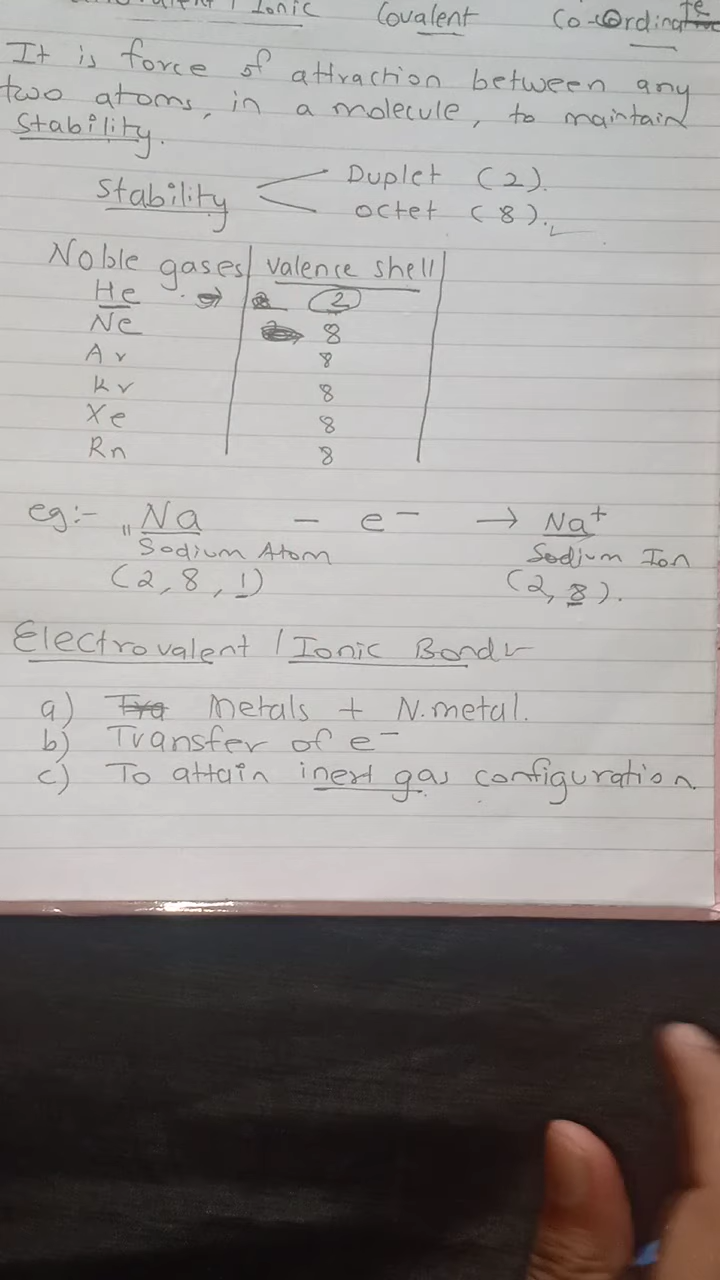 Ionic Covalent Co-ordinate
It is force of attraction between any
two atoms, in a molecule, to maintain
Stability.
Stability Duplet (2).
octet (8).
Noble gases valence shell
He → 2
Ne 8
Ar 8
Kr 8
Xe 8
Rn 8
eg:- 11Na - e⁻ → Na⁺
Sodium Atom Sodium Ion
(2, 8, 1) (2, 8).
Electrovalent / Ionic Bond
a) Metals + N.metal.
b) Transfer of e⁻
c) To attain inert gas configuration.